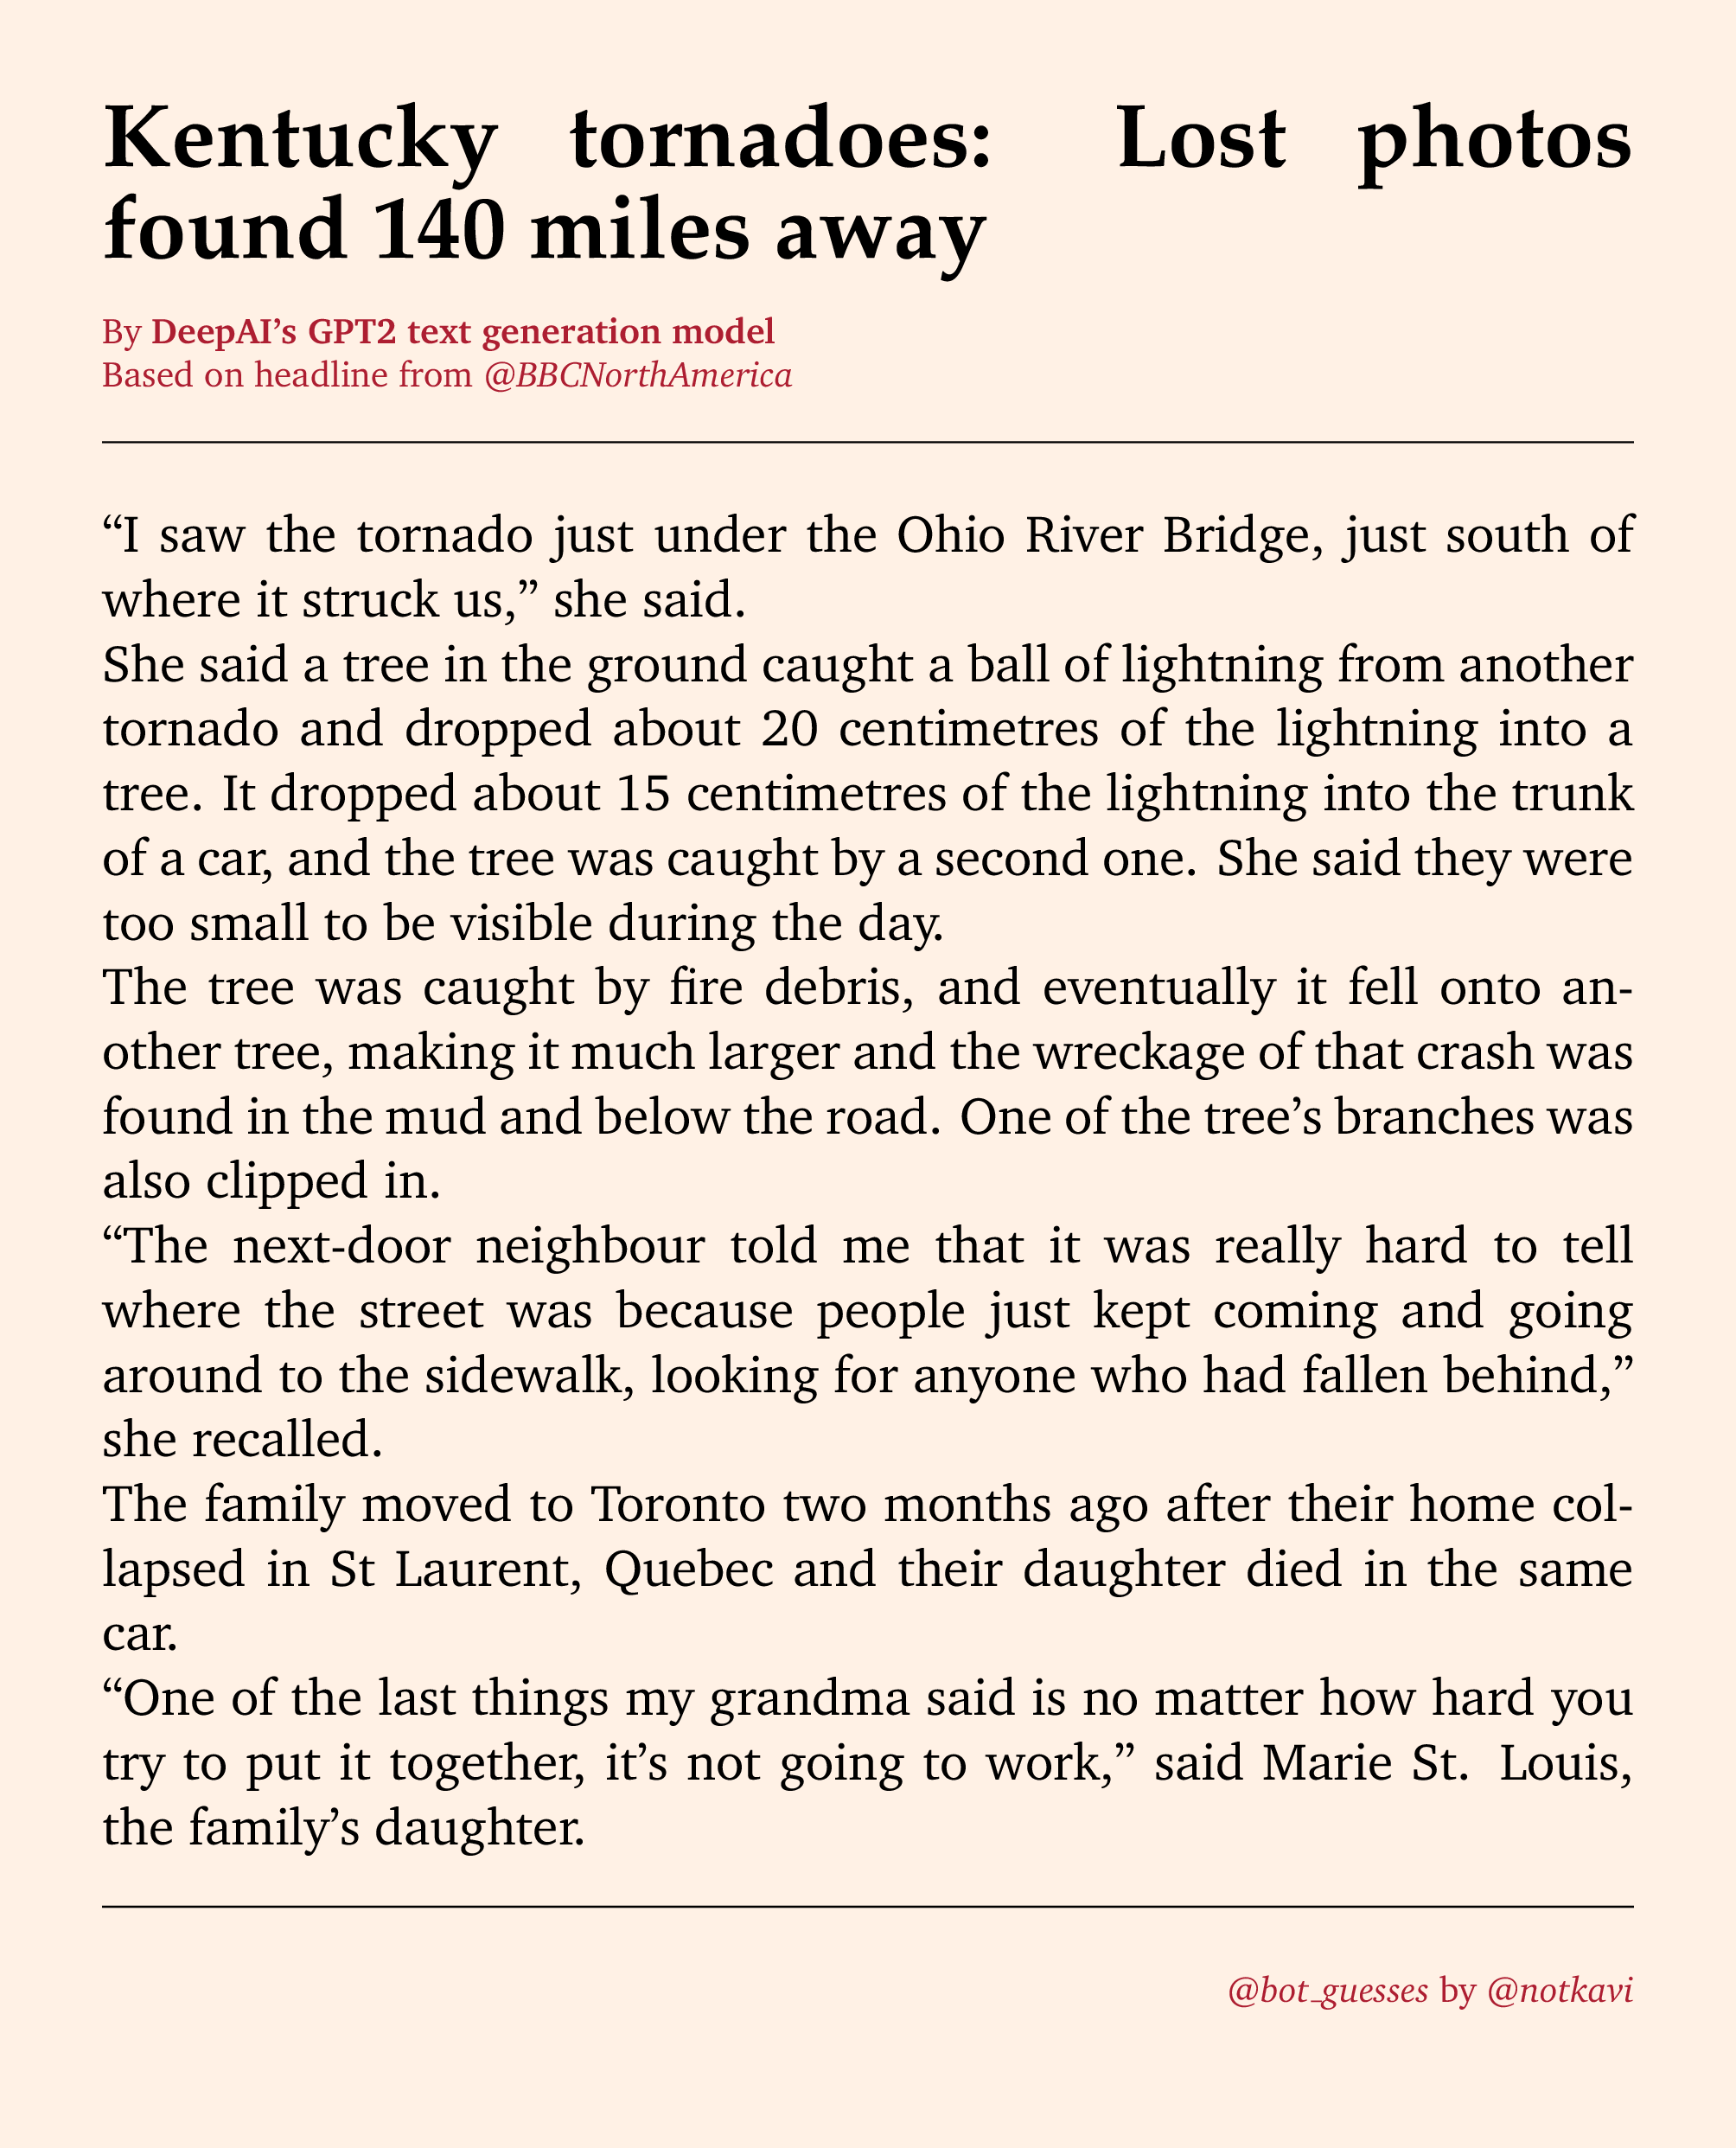 Kentucky tornadoes: Lost photos
found 140 miles away
By DeepAI’s GPT2 text generation model
Based on headline from @BBCNorthAmerica
“I saw the tornado just under the Ohio River Bridge, just south of
where it struck us,” she said.
She said a tree in the ground caught a ball of lightning from another
tornado and dropped about 20 centimetres of the lightning into a
tree. It dropped about 15 centimetres of the lightning into the trunk
of a car, and the tree was caught by a second one. She said they were
too small to be visible during the day.
The tree was caught by fire debris, and eventually it fell onto an-
other tree, making it much larger and the wreckage of that crash was
found in the mud and below the road. One of the tree’s branches was
also clipped in.
“The next-door neighbour told me that it was really hard to tell
where the street was because people just kept coming and going
around to the sidewalk, looking for anyone who had fallen behind,”
she recalled.
The family moved to Toronto two months ago after their home col-
lapsed in St Laurent, Quebec and their daughter died in the same
car.
“One of the last things my grandma said is no matter how hard you
try to put it together, it’s not going to work,” said Marie St. Louis,
the family’s daughter.
@bot_guesses by @notkavi